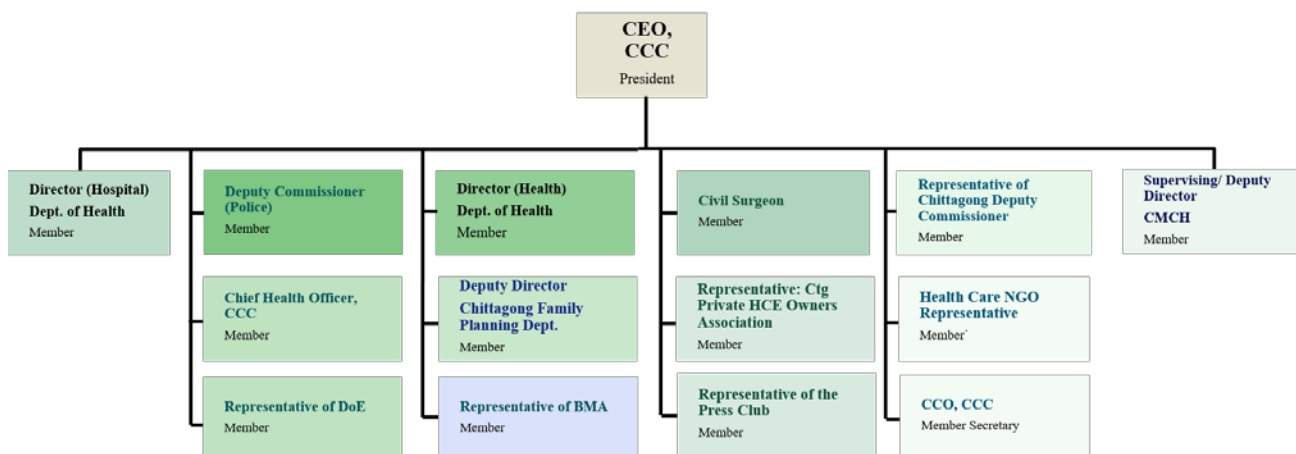 CEO,
CCC
President
Director (Hospital)
Dept. of Health
Member
Deputy Commissioner
(Police)
Member
Director (Health)
Dept. of Health
Member
Civil Surgeon
Member
Representative of
Chittagong Deputy
Commissioner
Member
Supervising/ Deputy
Director
CMCH
Member
Chief Health Officer,
CCC
Member
Deputy Director
Chittagong Family
Planning Dept.
Member
Representative: Ctg
Private HCE Owners
Association
Member
Health Care NGO
Representative
Member`
Representative of DoE
Member
Representative of BMA
Member
Representative of the
Press Club
Member
CCO, CCC
Member Secretary